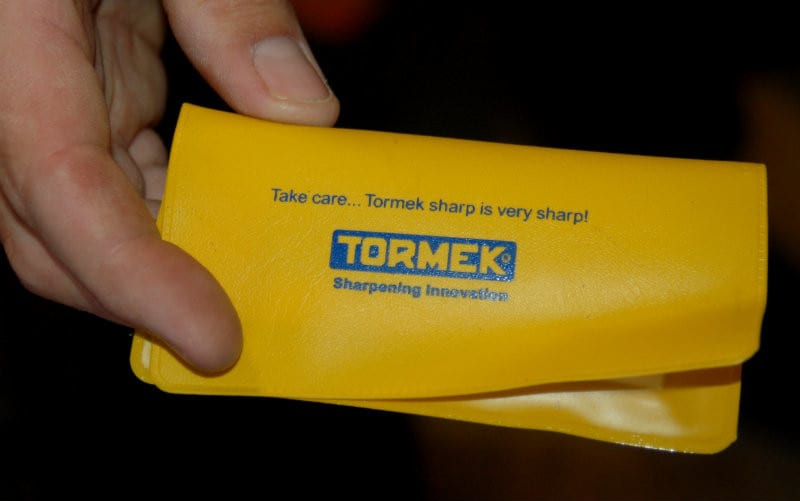 Take care... Tormek sharp is very sharp!
TORMEK®
Sharpening Innovation